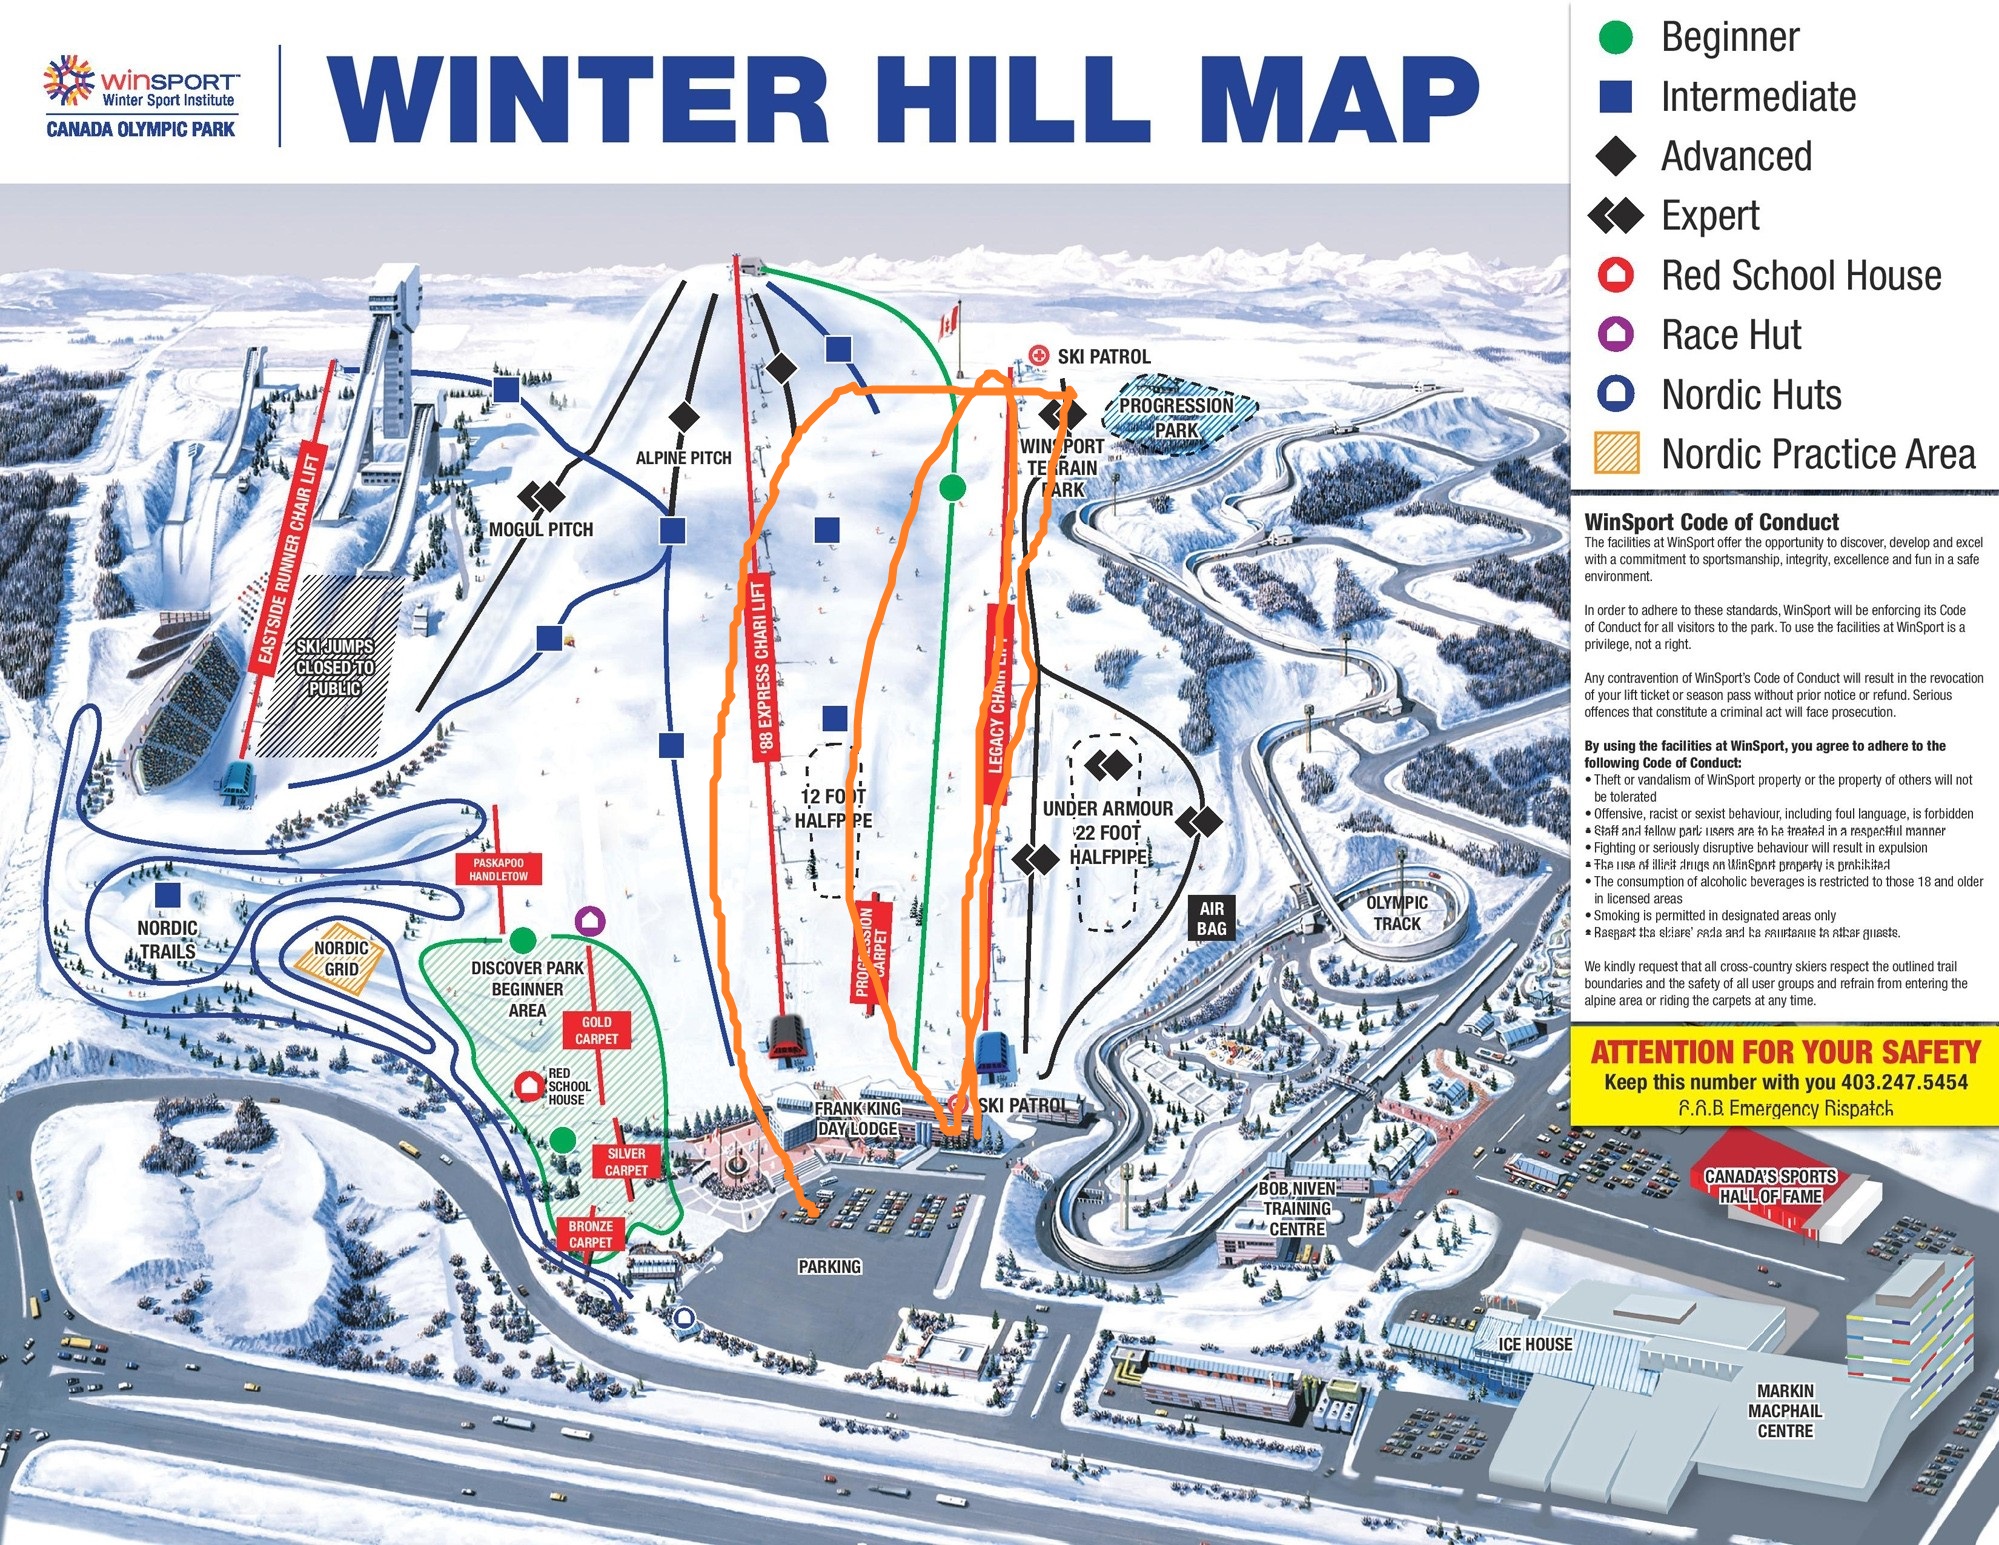 winSPORT™
Winter Sport Institute
CANADA OLYMPIC PARK
WINTER HILL MAP
Beginner
Intermediate
Advanced
Expert
Red School House
Race Hut
Nordic Huts
Nordic Practice Area
SKI PATROL
PROGRESSION
PARK
WINSPORT
TERRAIN
PARK
ALPINE PITCH
MOGUL PITCH
EASTSIDE RUNNER CHAIR LIFT
SKI JUMPS
CLOSED TO
PUBLIC
'88 EXPRESS CHARI LIFT
LEGACY CHAIR LIFT
12 FOOT
HALFPIPE
UNDER ARMOUR
22 FOOT
HALFPIPE
PASKAPOO
HANDLETOW
NORDIC
TRAILS
NORDIC
GRID
DISCOVER PARK
BEGINNER
AREA
PROGRESSION
CARPET
AIR
BAG
OLYMPIC
TRACK
GOLD
CARPET
RED
SCHOOL
HOUSE
SILVER
CARPET
BRONZE
CARPET
FRANK KING
DAY LODGE
SKI PATROL
PARKING
BOB NIVEN
TRAINING
CENTRE
CANADA'S SPORTS
HALL OF FAME
ICE HOUSE
MARKIN
MACPHAIL
CENTRE
WinSport Code of Conduct
The facilities at WinSport offer the opportunity to discover, develop and excel
with a commitment to sportsmanship, integrity, excellence and fun in a safe
environment.
In order to adhere to these standards, WinSport will be enforcing its Code
of Conduct for all visitors to the park. To use the facilities at WinSport is a
privilege, not a right.
Any contravention of WinSport's Code of Conduct will result in the revocation
of your lift ticket or season pass without prior notice or refund. Serious
offences that constitute a criminal act will face prosecution.
By using the facilities at WinSport, you agree to adhere to the
following Code of Conduct:
• Theft or vandalism of WinSport property or the property of others will not
be tolerated
• Offensive, racist or sexist behaviour, including foul language, is forbidden
• Staff and fellow park users are to be treated in a respectful manner
• Fighting or seriously disruptive behaviour will result in expulsion
• The use of illicit drugs on WinSport property is prohibited
• The consumption of alcoholic beverages is restricted to those 18 and older
in licensed areas
• Smoking is permitted in designated areas only
• Respect the skiers' code and be courteous to other guests.
We kindly request that all cross-country skiers respect the outlined trail
boundaries and the safety of all user groups and refrain from entering the
alpine area or riding the carpets at any time.
ATTENTION FOR YOUR SAFETY
Keep this number with you 403.247.5454
Emergency Dispatch